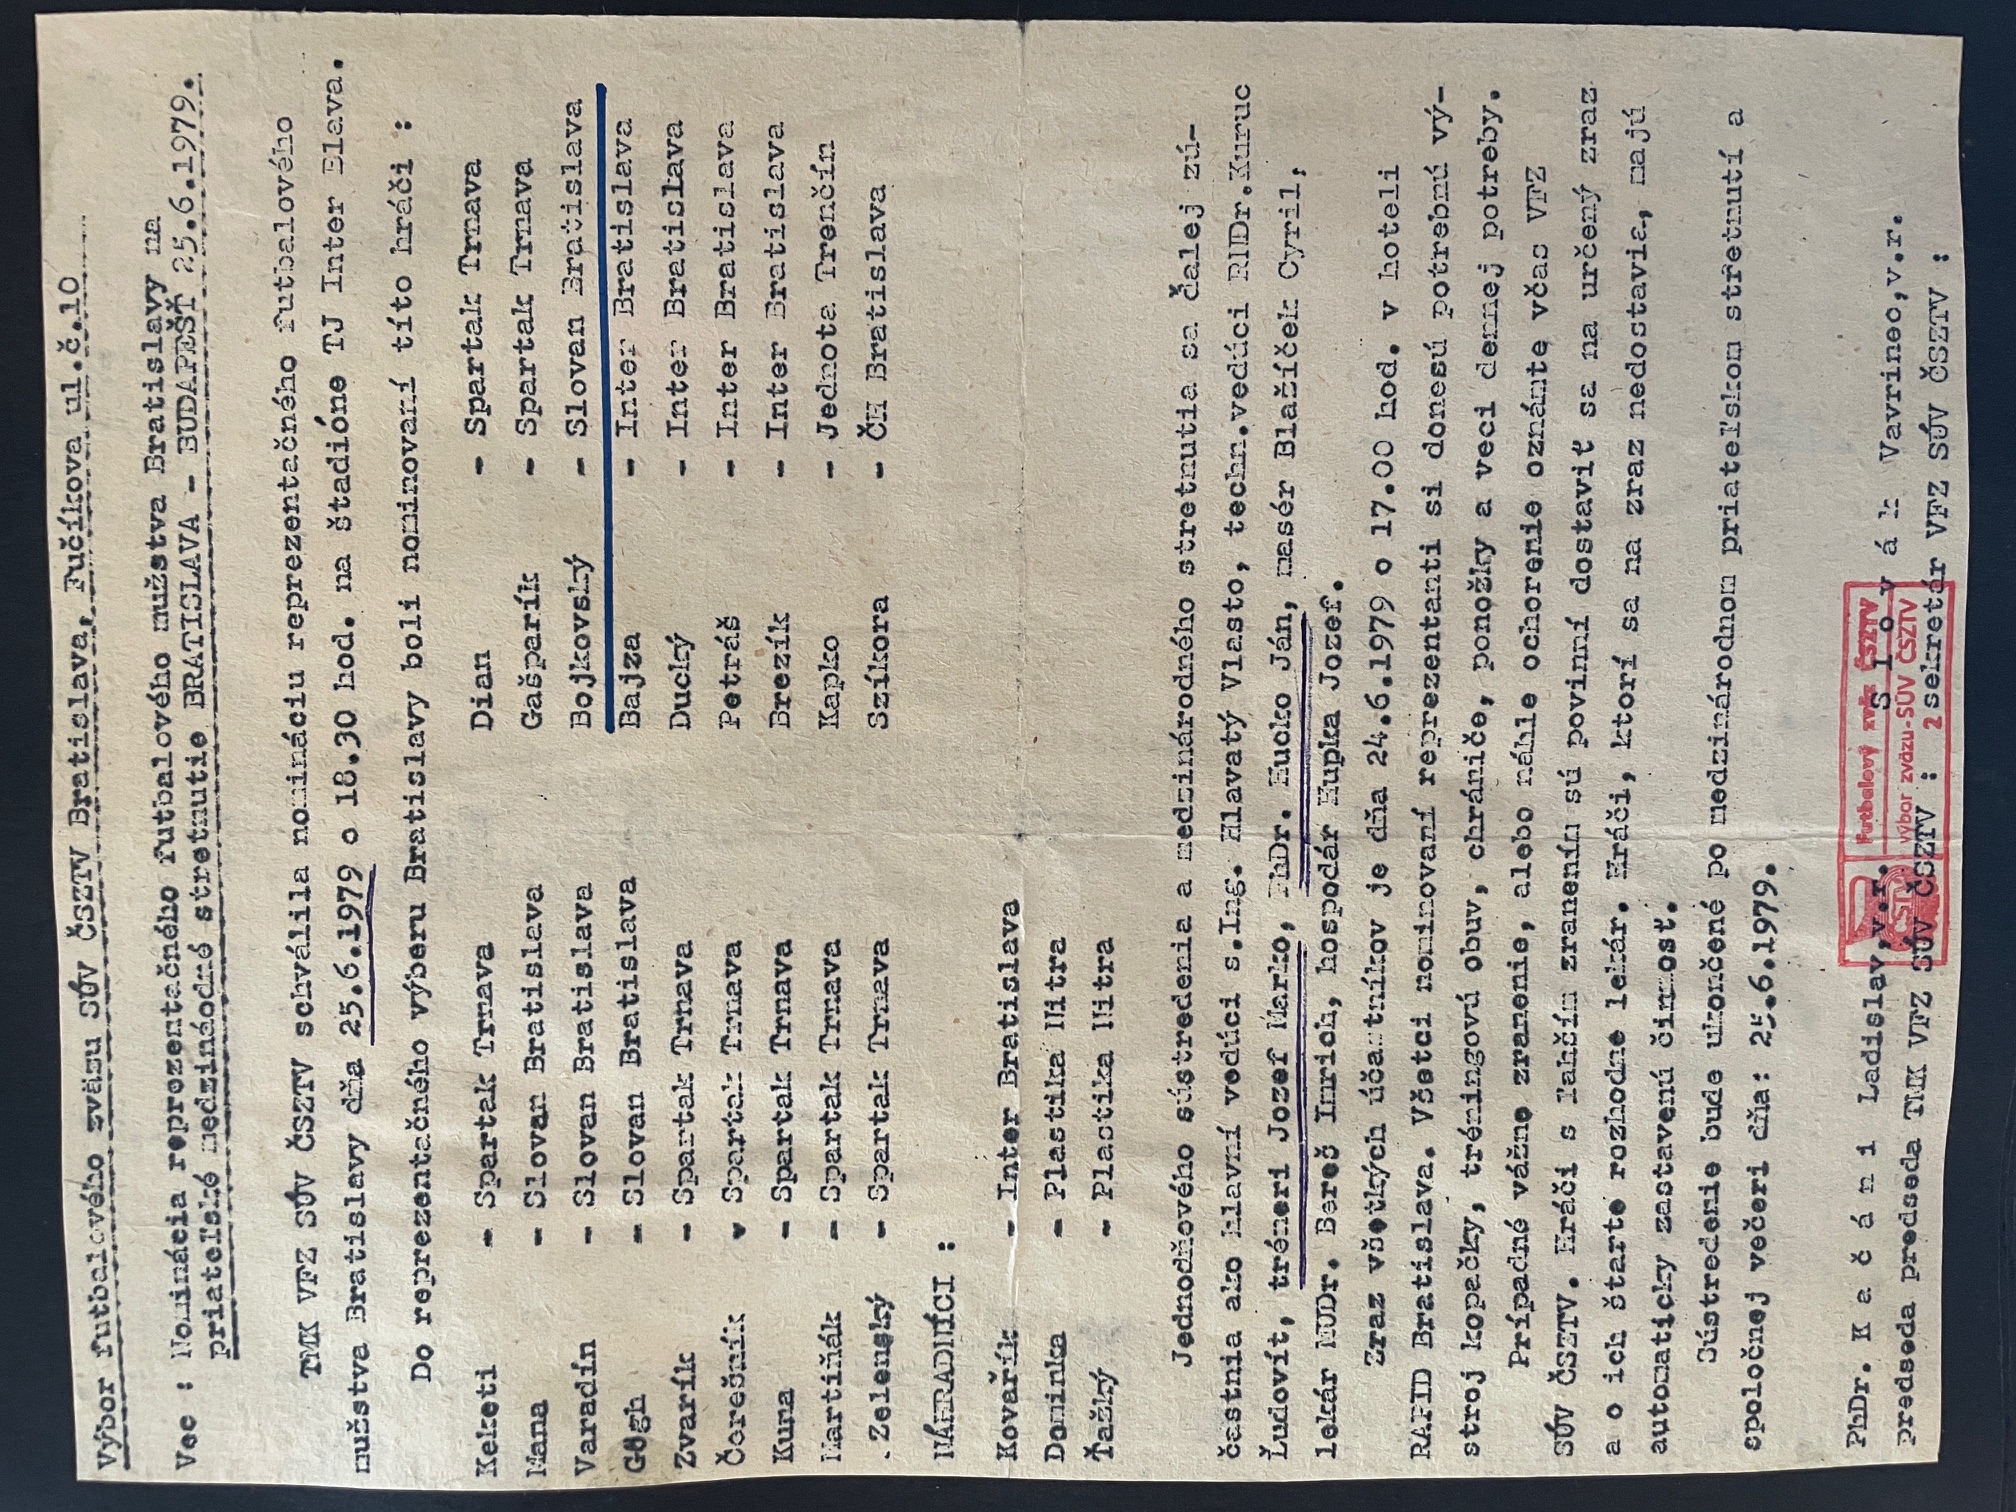 Výbor futbalového zväzu SÚV ČSZTV Bratislava, Fučíkova ul.č.10
Vec : Nominácia reprezentačného futbalového mužstva Bratislavy na
priateľské medzináodné stretnutie BRATISLAVA - BUDAPEŠŤ 25.6.1979.
TMK VFZ SÚV ČSZTV schválila nomináciu reprezentačného futbalového
mužstva Bratislavy dňa 25.6.1979 o 18.30 hod. na štadióne TJ Inter Blava.
Do reprezentačného výberu Bratislavy boli nominovaní títo hráči :
Keketi - Spartak Trnava Dian - Spartak Trnava
Mana - Slovan Bratislava Gašparík - Spartak Trnava
Varadín - Slovan Bratislava Bojkovský - Slovan Bratislava
Gögh - Slovan Bratislava Bajza - Inter Bratislava
Zvarík - Spartak Trnava Ducký - Inter Bratislava
Čorešník - Spartak Trnava Petráš - Inter Bratislava
Kuna - Spartak Trnava Brezík - Inter Bratislava
Martiňák - Spartak Trnava Kapko - Jednota Trenčín
Zelenský - Spartak Trnava Szíkora - ČH Bratislava
NÁHRADNÍCI :
Kovařík - Inter Bratislava
Dominka - Plastika Nitra
Ťažký - Plastika Nitra
Jednodňového sústredenia a medzinárodného stretnutia sa ďalej zú-
častnia ako hlavní vedúci s.Ing. Hlavatý Vlasto, techn.vedúci RNDr.Kuruc
Ľudovít, tréneri Jozef Marko, PhDr. Hucko Ján, masér Blažíček Cyril,
lekár MUDr. Bereš Imrich, hospodár Hupka Jozef.
Zraz všetkých účastníkov je dňa 24.6.1979 o 17.00 hod. v hoteli
RAPID Bratislava. Všetci nominovaní reprezentanti si donesú potrebnú vý-
stroj kopačky, tréningovú obuv, chrániče, ponožky a veci dennej potreby.
Prípadné vážne zranenie, alebo náhle ochorenie oznámte včas VFZ
SÚV ČSZTV. Hráči s ľahším zranením sú povinní dostaviť sa na určený zraz
a o ich štarte rozhodne lekár. Hráči, ktorí sa na zraz nedostavia, majú
automaticky zastavenú činnosť.
Sústredenie bude ukončené po medzinárodnom priateľskom stretnutí a
spoločnej večeri dňa: 25.6.1979.
Futbalový zväz ČSZTV
Výbor zväzu-SÚV ČSZTV
2
PhDr. K a č á n i Ladislav,v.r. S l o v á k Vavrinec,v.r.
predseda predseda TMK VFZ SÚV ČSZTV : sekretár VFZ SÚV ČSZTV :